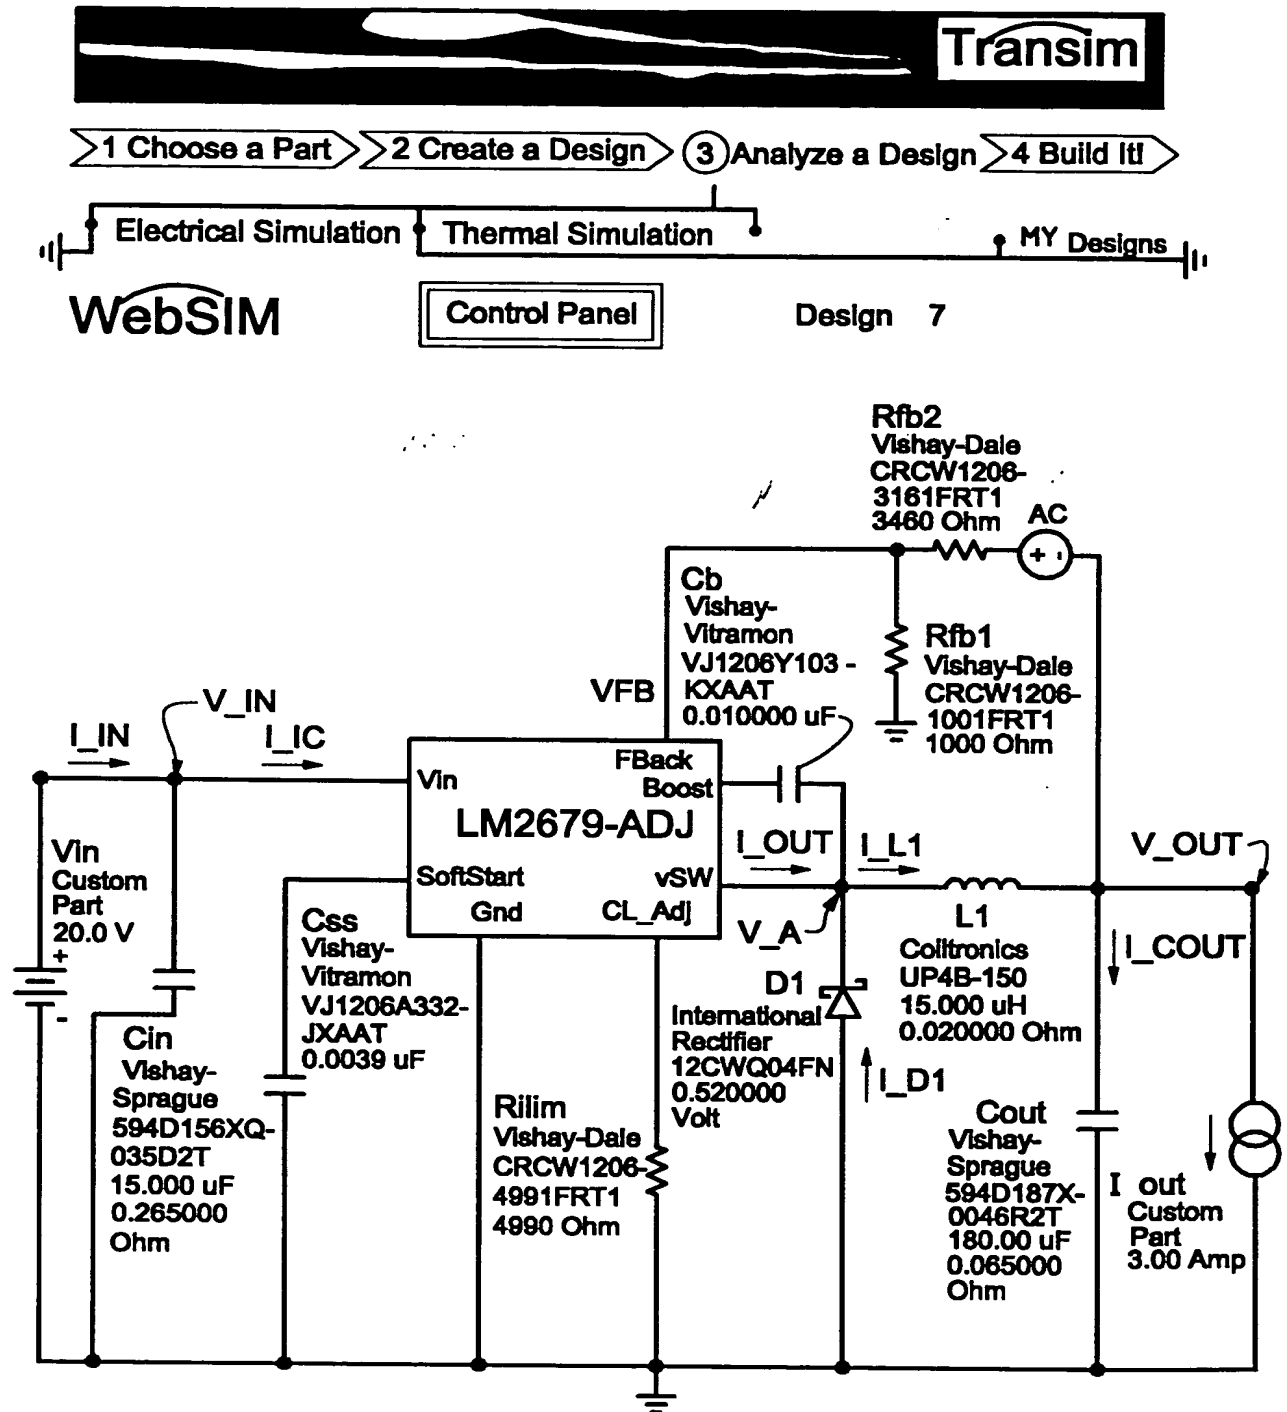 Transim
1 Choose a Part
2 Create a Design
3 Analyze a Design
4 Build It!
Electrical Simulation
Thermal Simulation
MY Designs
WebSIM
Control Panel
Design 7
Rfb2
Vishay-Dale
CRCW1206-
3161FRT1
3460 Ohm
AC
+ -
Cb
Vishay-
Vitramon
VJ1206Y103-
KXAAT
0.010000 uF
VFB
Rfb1
Vishay-Dale
CRCW1206-
1001FRT1
1000 Ohm
V_IN
I_IN
I_IC
Vin
FBack
Boost
LM2679-ADJ
SoftStart
vSW
Gnd
CL_Adj
I_OUT
I_L1
V_OUT
Vin
Custom
Part
20.0 V
+
-
Css
Vishay-
Vitramon
VJ1206A332-
JXAAT
0.0039 uF
V_A
L1
Coiltronics
UP4B-150
15.000 uH
0.020000 Ohm
I_COUT
D1
International
Rectifier
12CWQ04FN
0.520000
Volt
I_D1
Cin
Vishay-
Sprague
594D156XQ-
035D2T
15.000 uF
0.265000
Ohm
Rilim
Vishay-Dale
CRCW1206-
4991FRT1
4990 Ohm
Cout
Vishay-
Sprague
594D187X-
0046R2T
180.00 uF
0.065000
Ohm
I out
Custom
Part
3.00 Amp